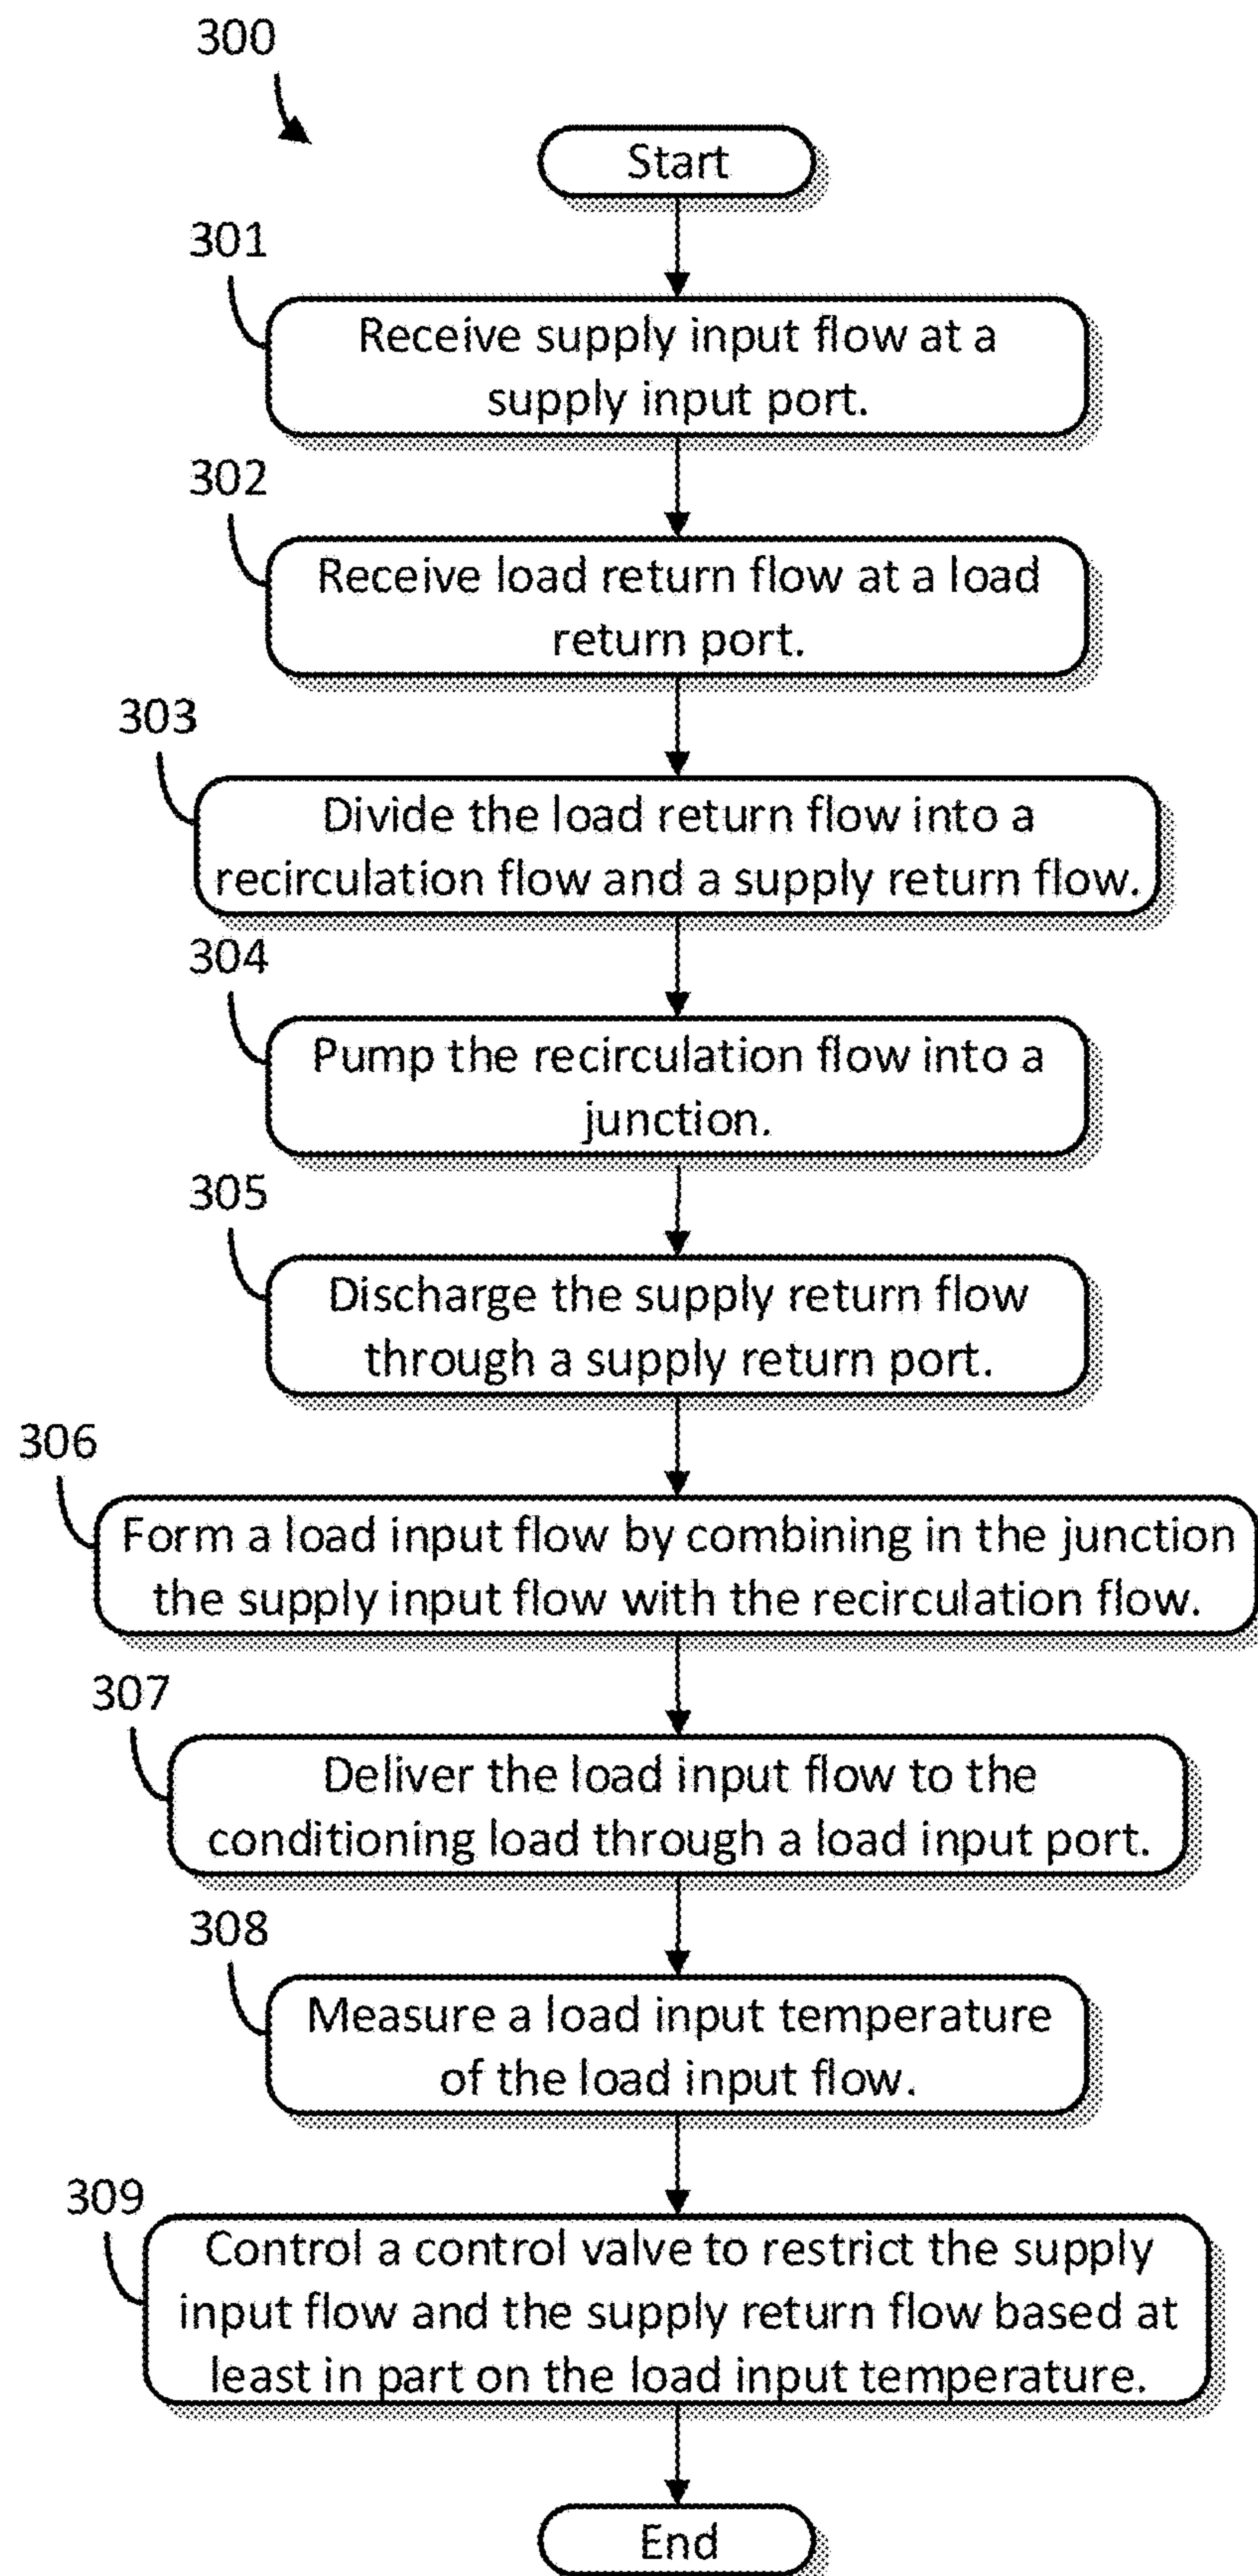 300
Start
301
Receive supply input flow at a
supply input port.
302
Receive load return flow at a load
return port.
303
Divide the load return flow into a
recirculation flow and a supply return flow.
304
Pump the recirculation flow into a
junction.
305
Discharge the supply return flow
through a supply return port.
306
Form a load input flow by combining in the junction
the supply input flow with the recirculation flow.
307
Deliver the load input flow to the
conditioning load through a load input port.
308
Measure a load input temperature
of the load input flow.
309
Control a control valve to restrict the supply
input flow and the supply return flow based at
least in part on the load input temperature.
End